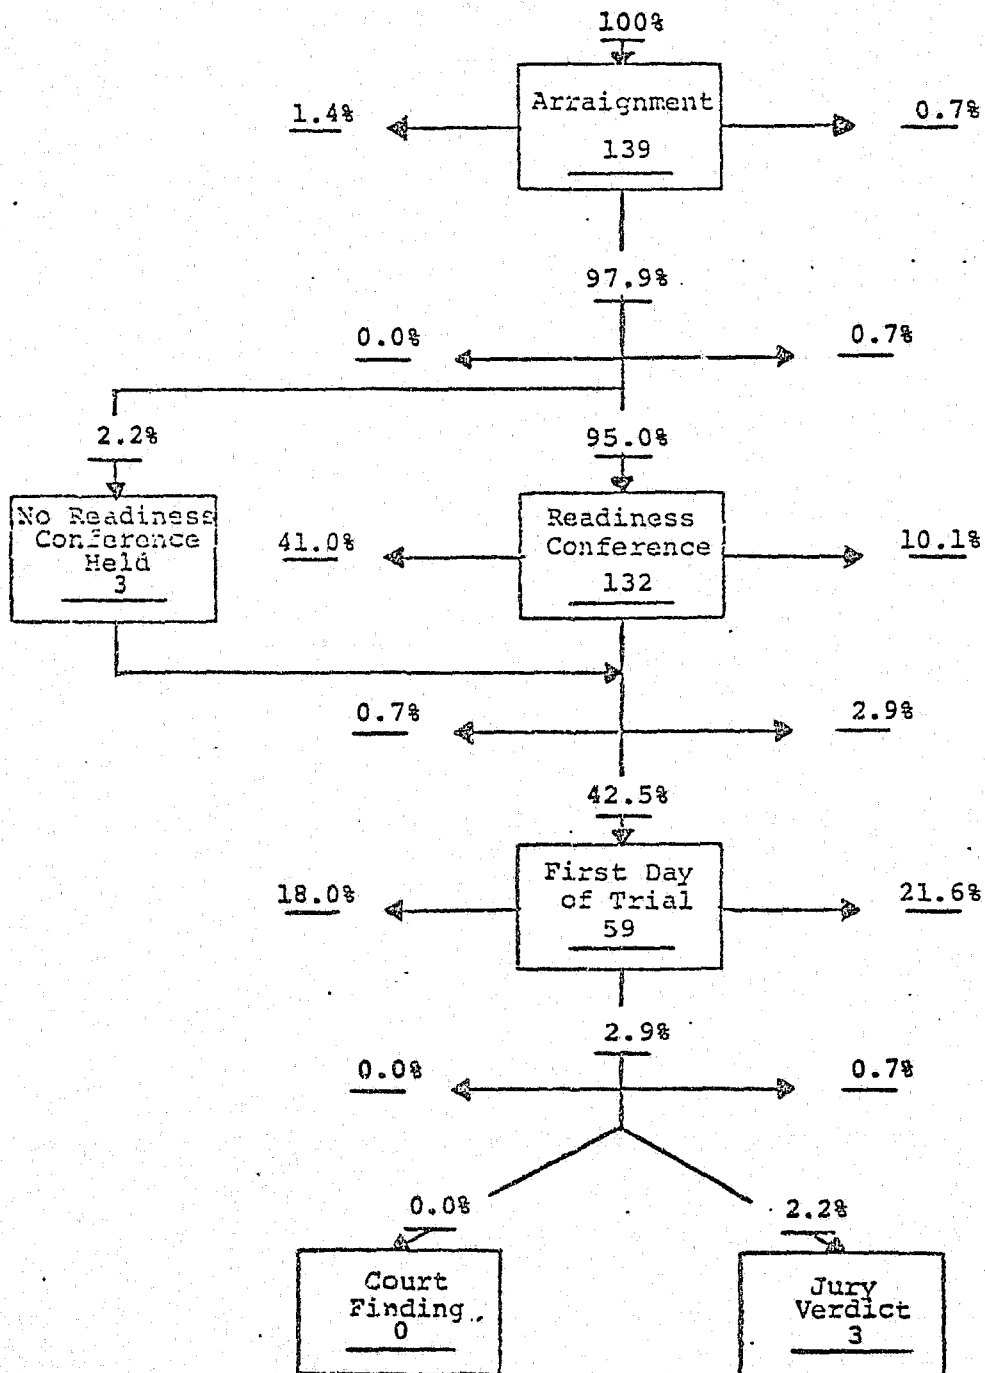 100%
Arraignment
1.4%
0.7%
139
97.9%
0.0%
0.7%
2.2%
95.0%
No Readiness
Conference
Held
3
41.0%
Readiness
Conference
132
10.1%
0.7%
2.9%
42.5%
18.0%
First Day
of Trial
59
21.6%
2.9%
0.0%
0.7%
0.0%
2.2%
Court
Finding
0
Jury
Verdict
3